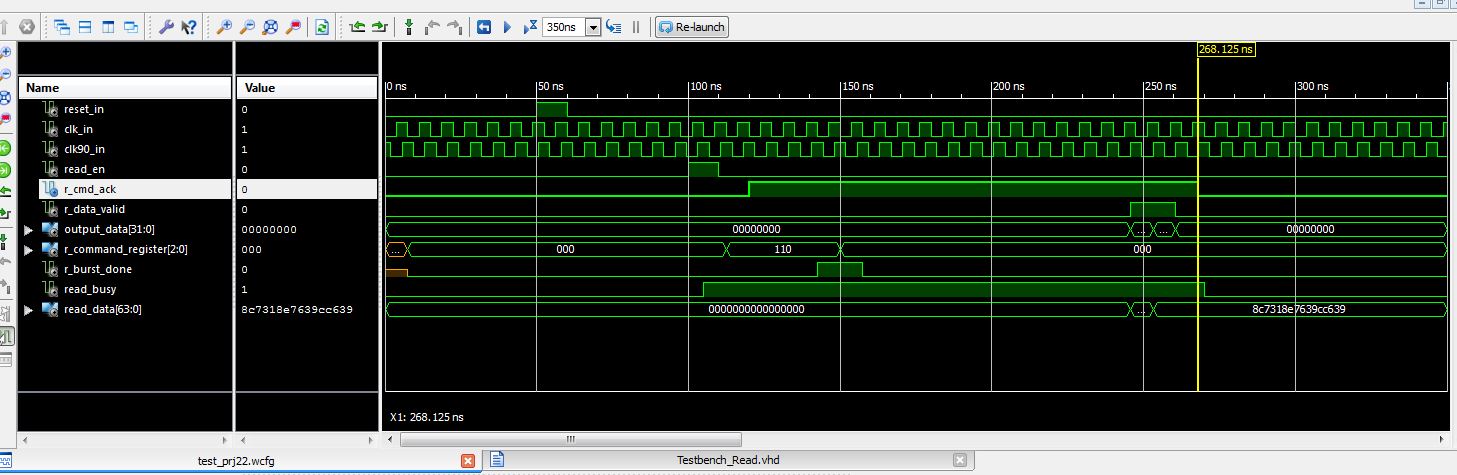 350ns Re-launch
268.125 ns
Name Value
0 ns 50 ns 100 ns 150 ns 200 ns 250 ns 300 ns
reset_in 0
clk_in 1
clk90_in 1
read_en 0
r_cmd_ack 0
r_data_valid 0
output_data[31:0] 00000000 00000000 ... ... 00000000
r_command_register[2:0] 000 ... 000 110 000
r_burst_done 0
read_busy 1
read_data[63:0] 8c7318e7639cc639 0000000000000000 ... 8c7318e7639cc639
X1: 268.125 ns
test_prj22.wcfg Testbench_Read.vhd